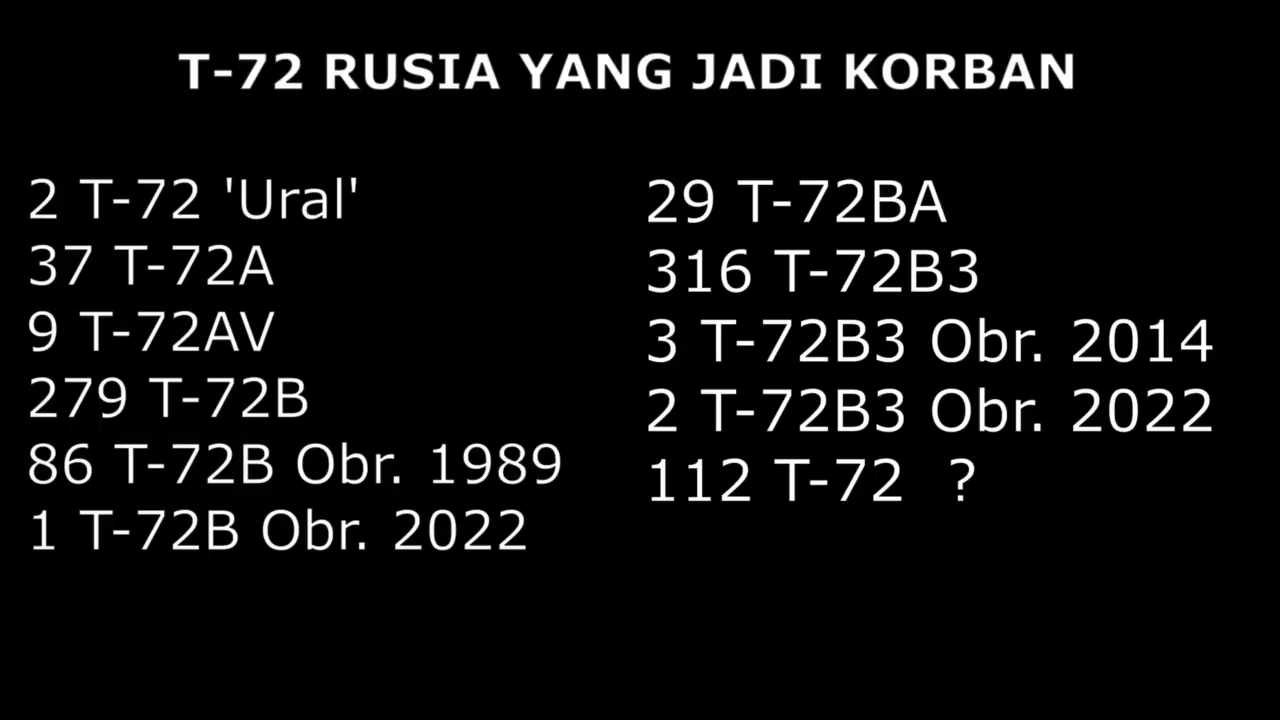 T-72 RUSIA YANG JADI KORBAN
2 T-72 'Ural'
37 T-72A
9 T-72AV
279 T-72B
86 T-72B Obr. 1989
1 T-72B Obr. 2022
29 T-72BA
316 T-72B3
3 T-72B3 Obr. 2014
2 T-72B3 Obr. 2022
112 T-72 ?